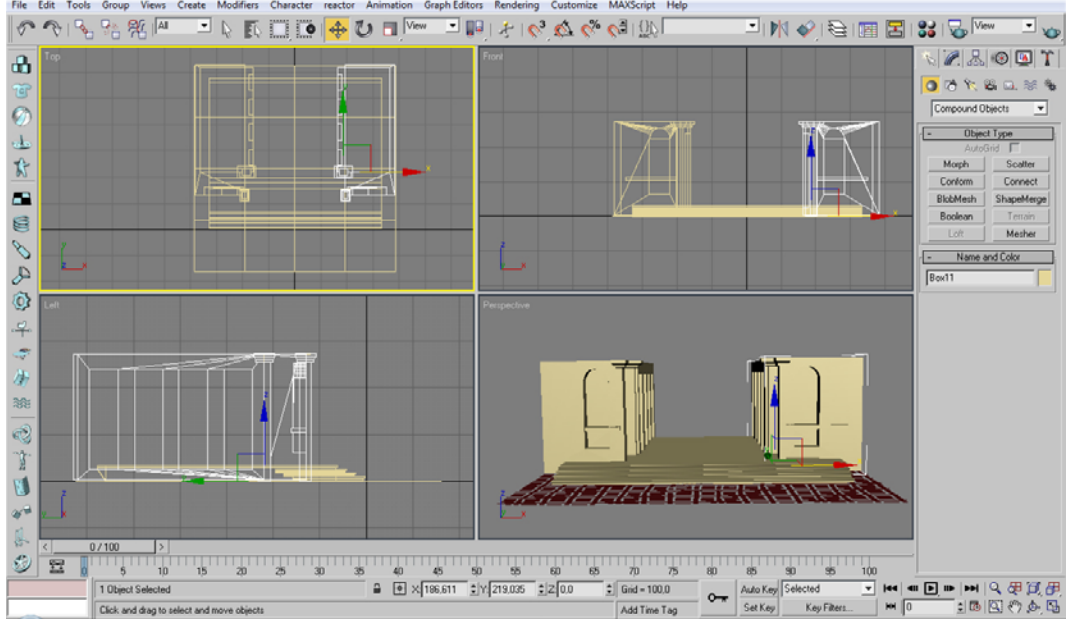 File Edit Tools Group Views Create Modifiers Character reactor Animation Graph Editors Rendering Customize MAXScript Help
All View View
Top
Front
Left
Perspective
Compound Objects
- Object Type
AutoGrid
Morph Scatter
Conform Connect
BlobMesh ShapeMerge
Boolean Terrain
Loft Mesher
- Name and Color
Box11
< 0 / 100 >
0 5 10 15 20 25 30 35 40 45 50 55 60 65 70 75 80 85 90 95 100
1 Object Selected X: 186,611 Y: 219,035 Z: 0,0 Grid = 100,0 Auto Key Selected
Click and drag to select and move objects Add Time Tag Set Key Key Filters... 0